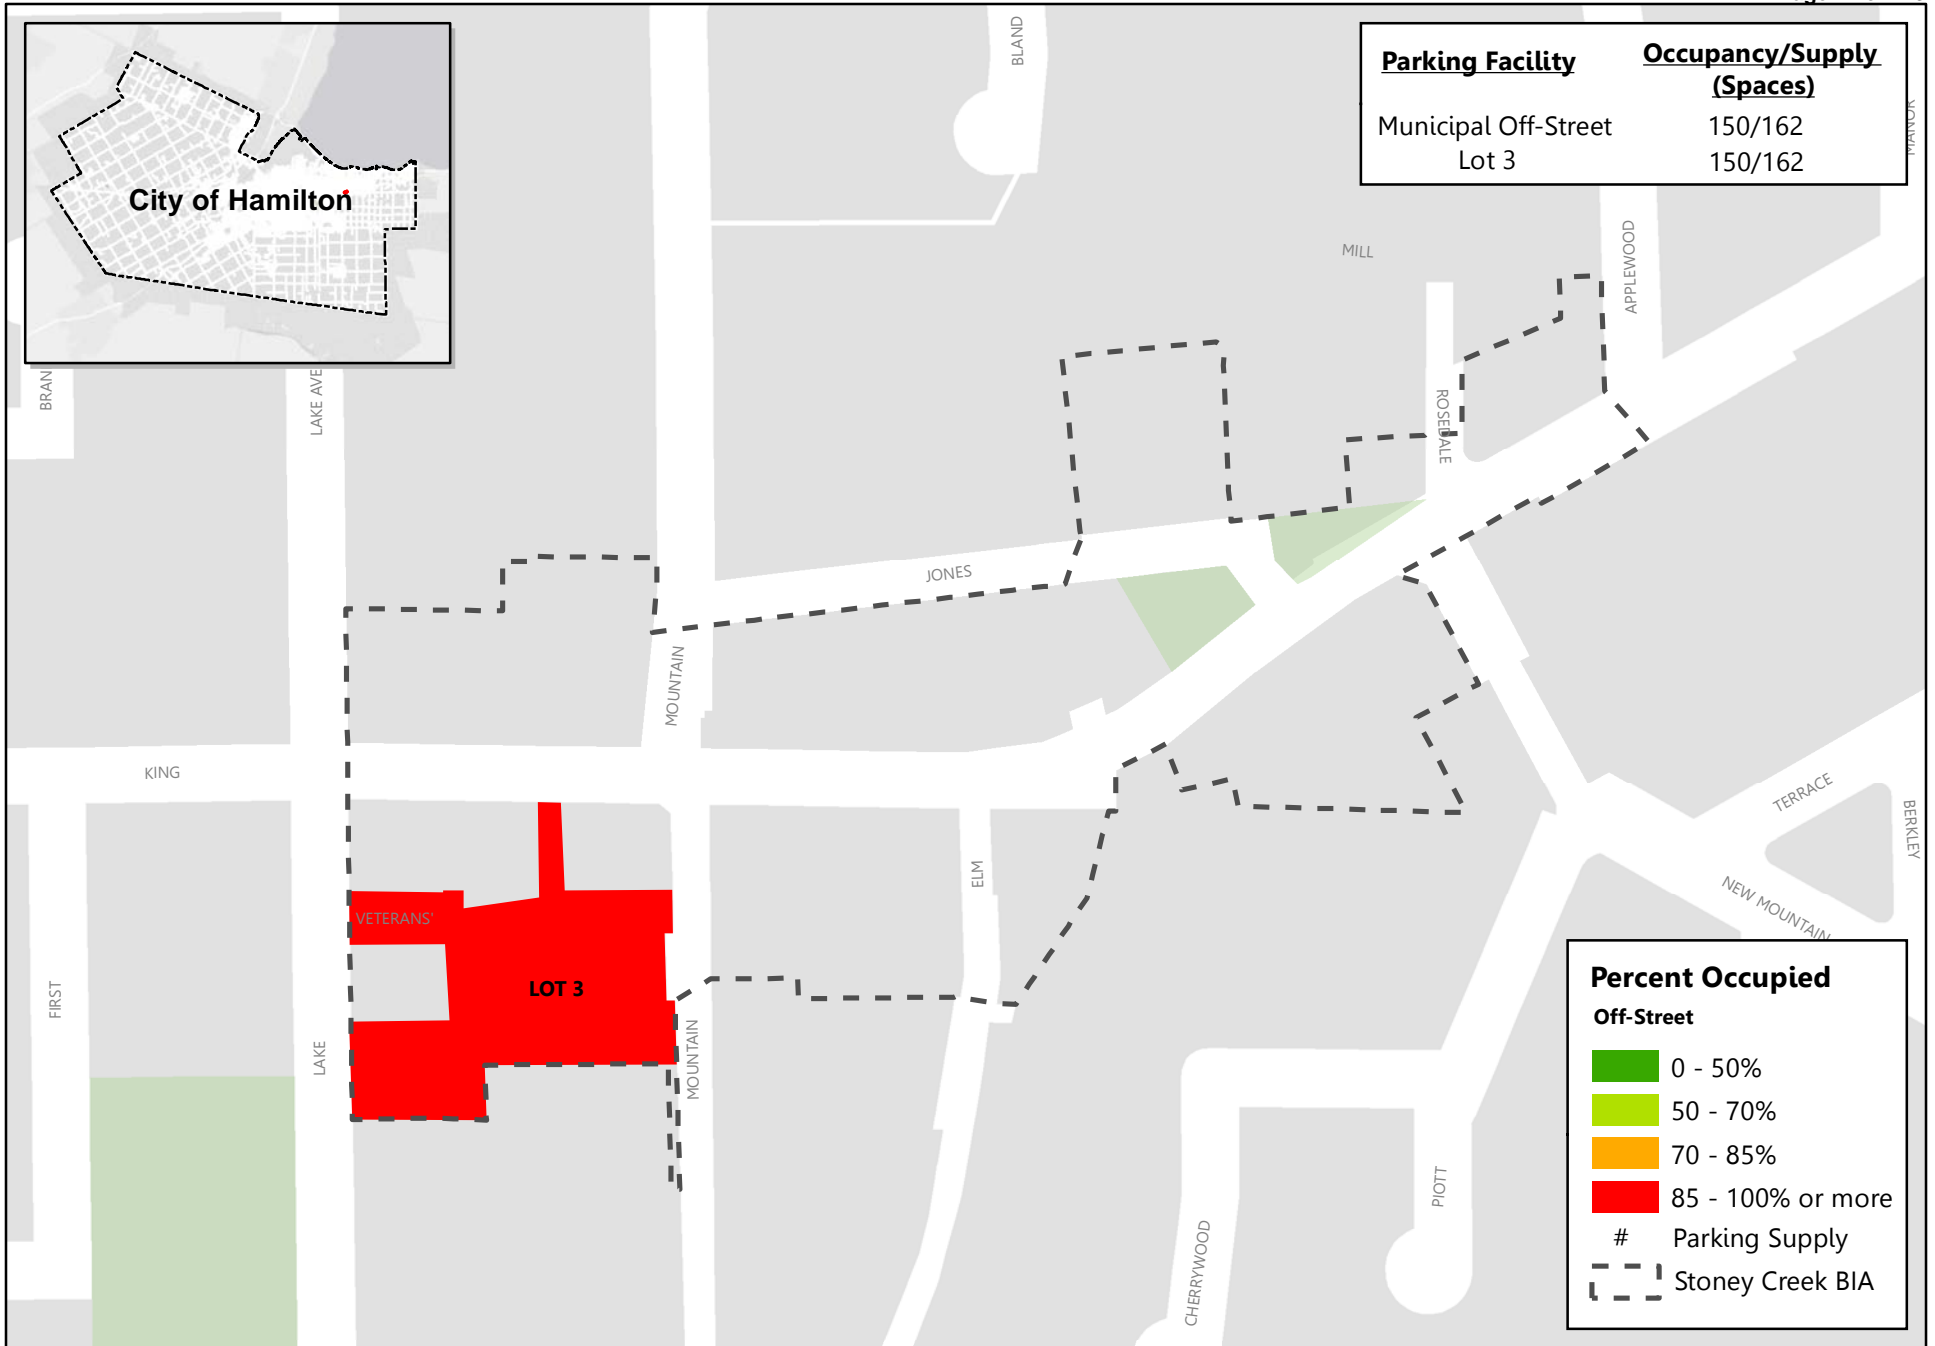 City of Hamilton
Parking Facility
Occupancy/Supply
(Spaces)
Municipal Off-Street
150/162
Lot 3
150/162
BLAND
MANOR
MILL
APPLEWOOD
BRAN
LAKE AVE
ROSEDALE
JONES
MOUNTAIN
KING
TERRACE
BERKLEY
ELM
NEW MOUNTAIN
VETERANS'
LOT 3
FIRST
LAKE
MOUNTAIN
PIOTT
CHERRYWOOD
Percent Occupied
Off-Street
0 - 50%
50 - 70%
70 - 85%
85 - 100% or more
# Parking Supply
Stoney Creek BIA